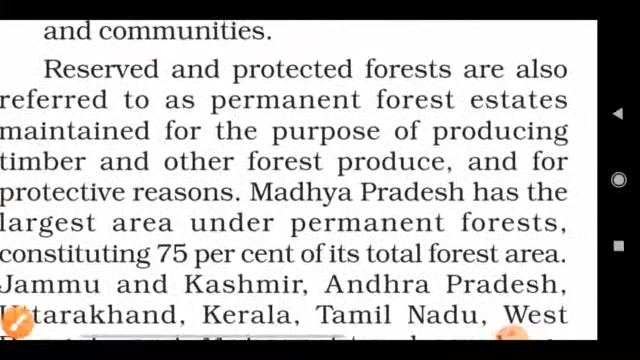 and communities.
Reserved and protected forests are also
referred to as permanent forest estates
maintained for the purpose of producing
timber and other forest produce, and for
protective reasons. Madhya Pradesh has the
largest area under permanent forests,
constituting 75 per cent of its total forest area.
Jammu and Kashmir, Andhra Pradesh,
Uttarakhand, Kerala, Tamil Nadu, West